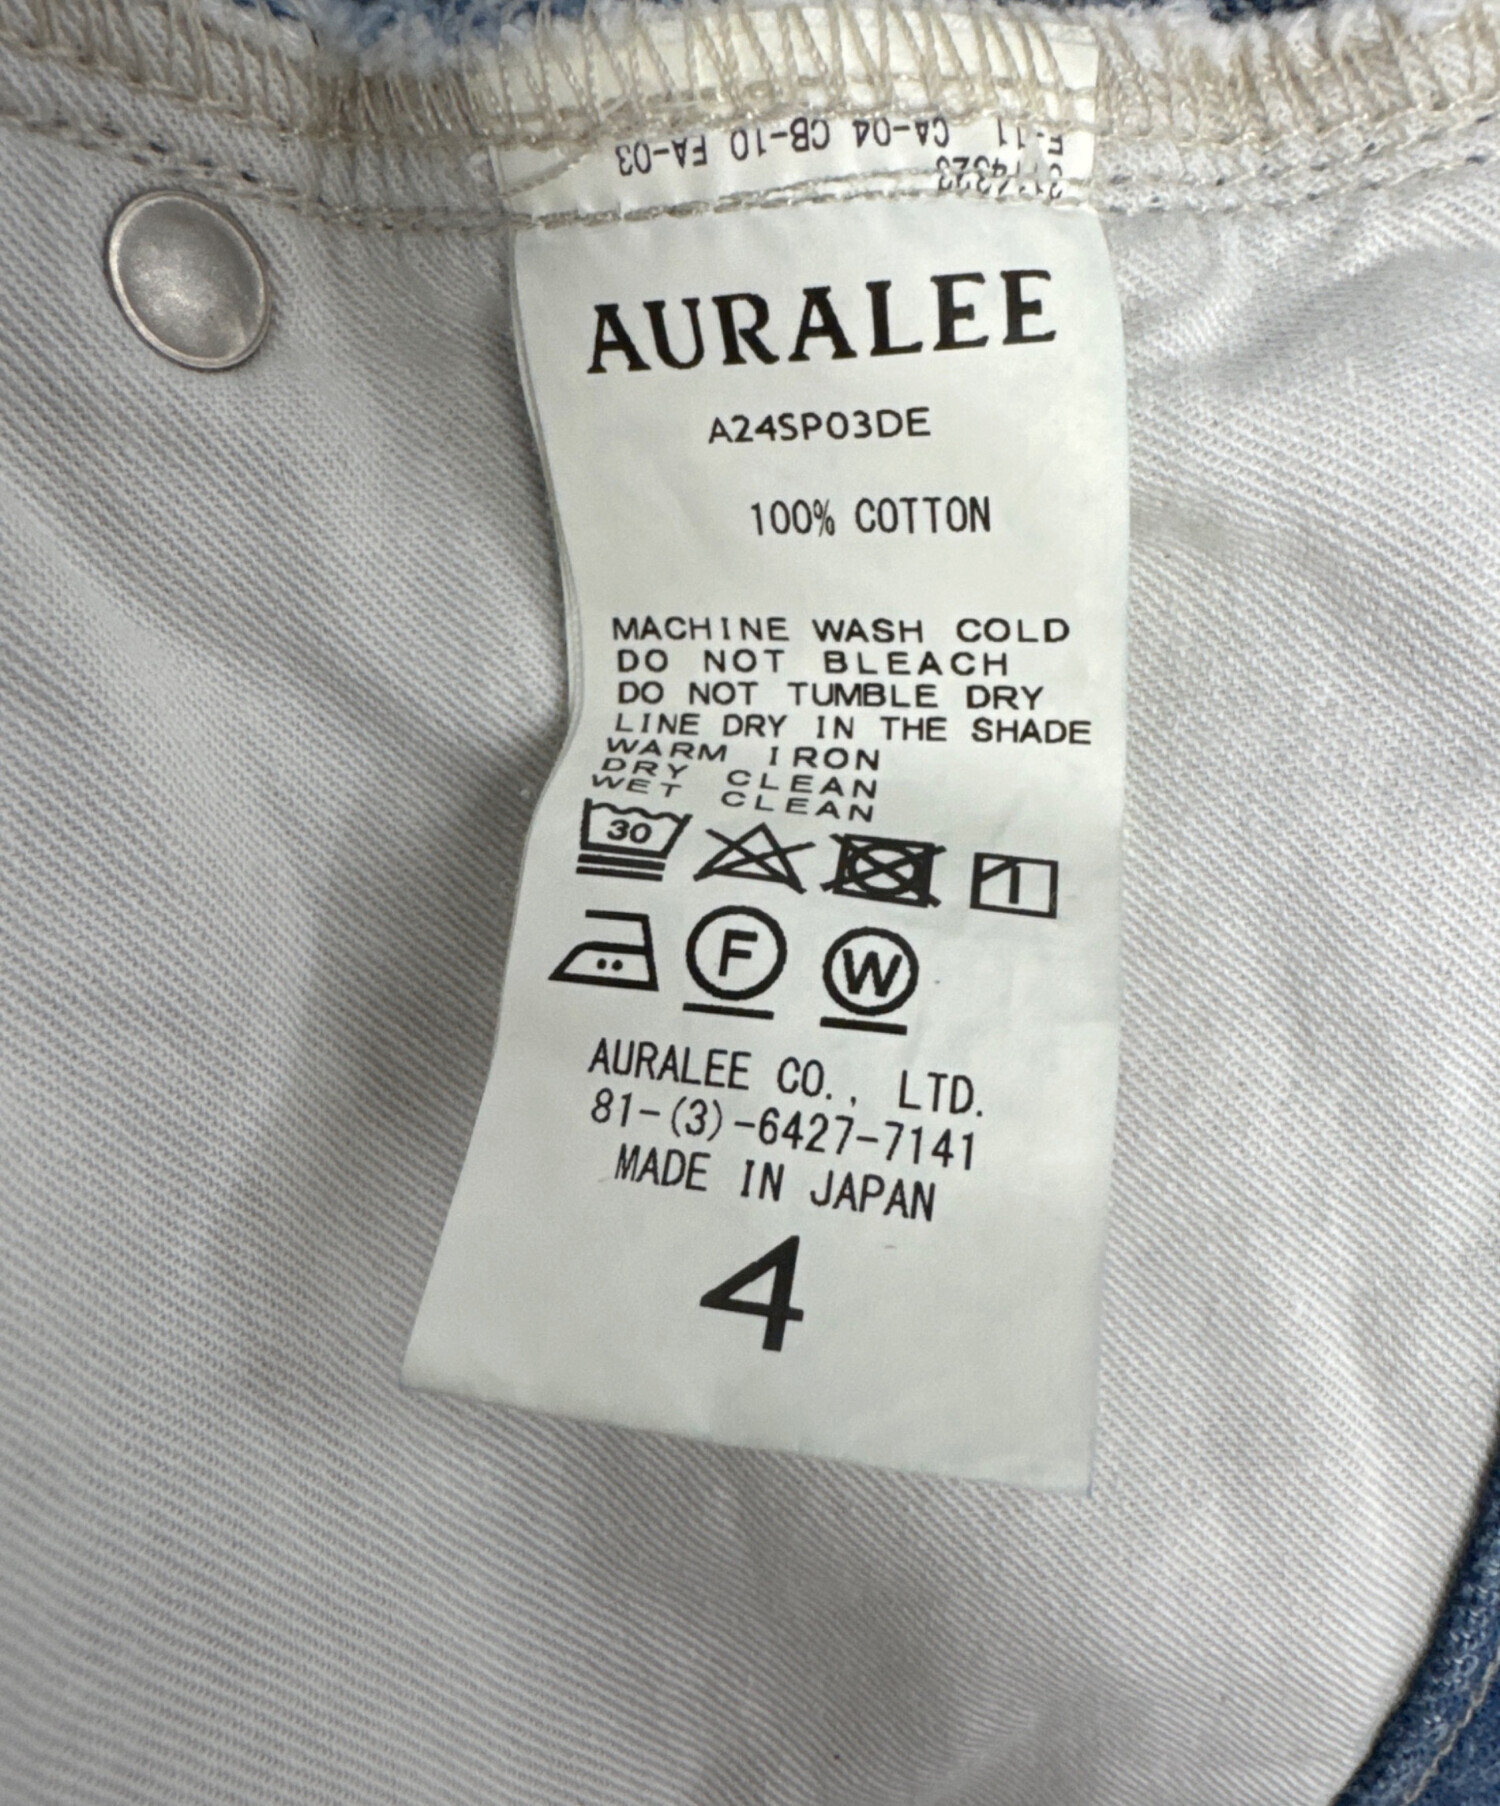 CA-04 CB-10 FA-03
AURALEE
A24SP03DE
100% COTTON
MACHINE WASH COLD
DO NOT BLEACH
DO NOT TUMBLE DRY
LINE DRY IN THE SHADE
WARM IRON
DRY CLEAN
WET CLEAN
30
F W
AURALEE CO., LTD.
81-(3)-6427-7141
MADE IN JAPAN
4